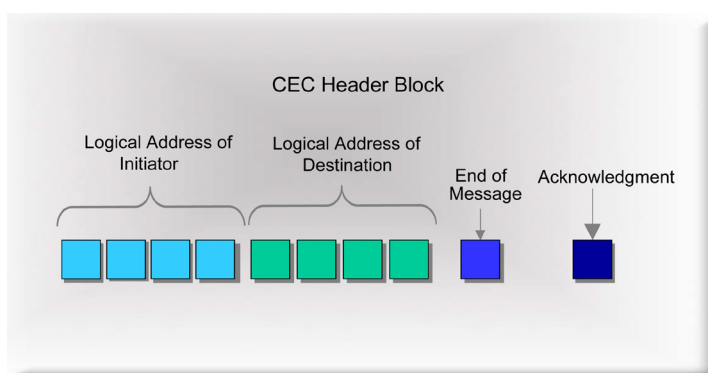 CEC Header Block
Logical Address of
Initiator
Logical Address of
Destination
End of
Message
Acknowledgment